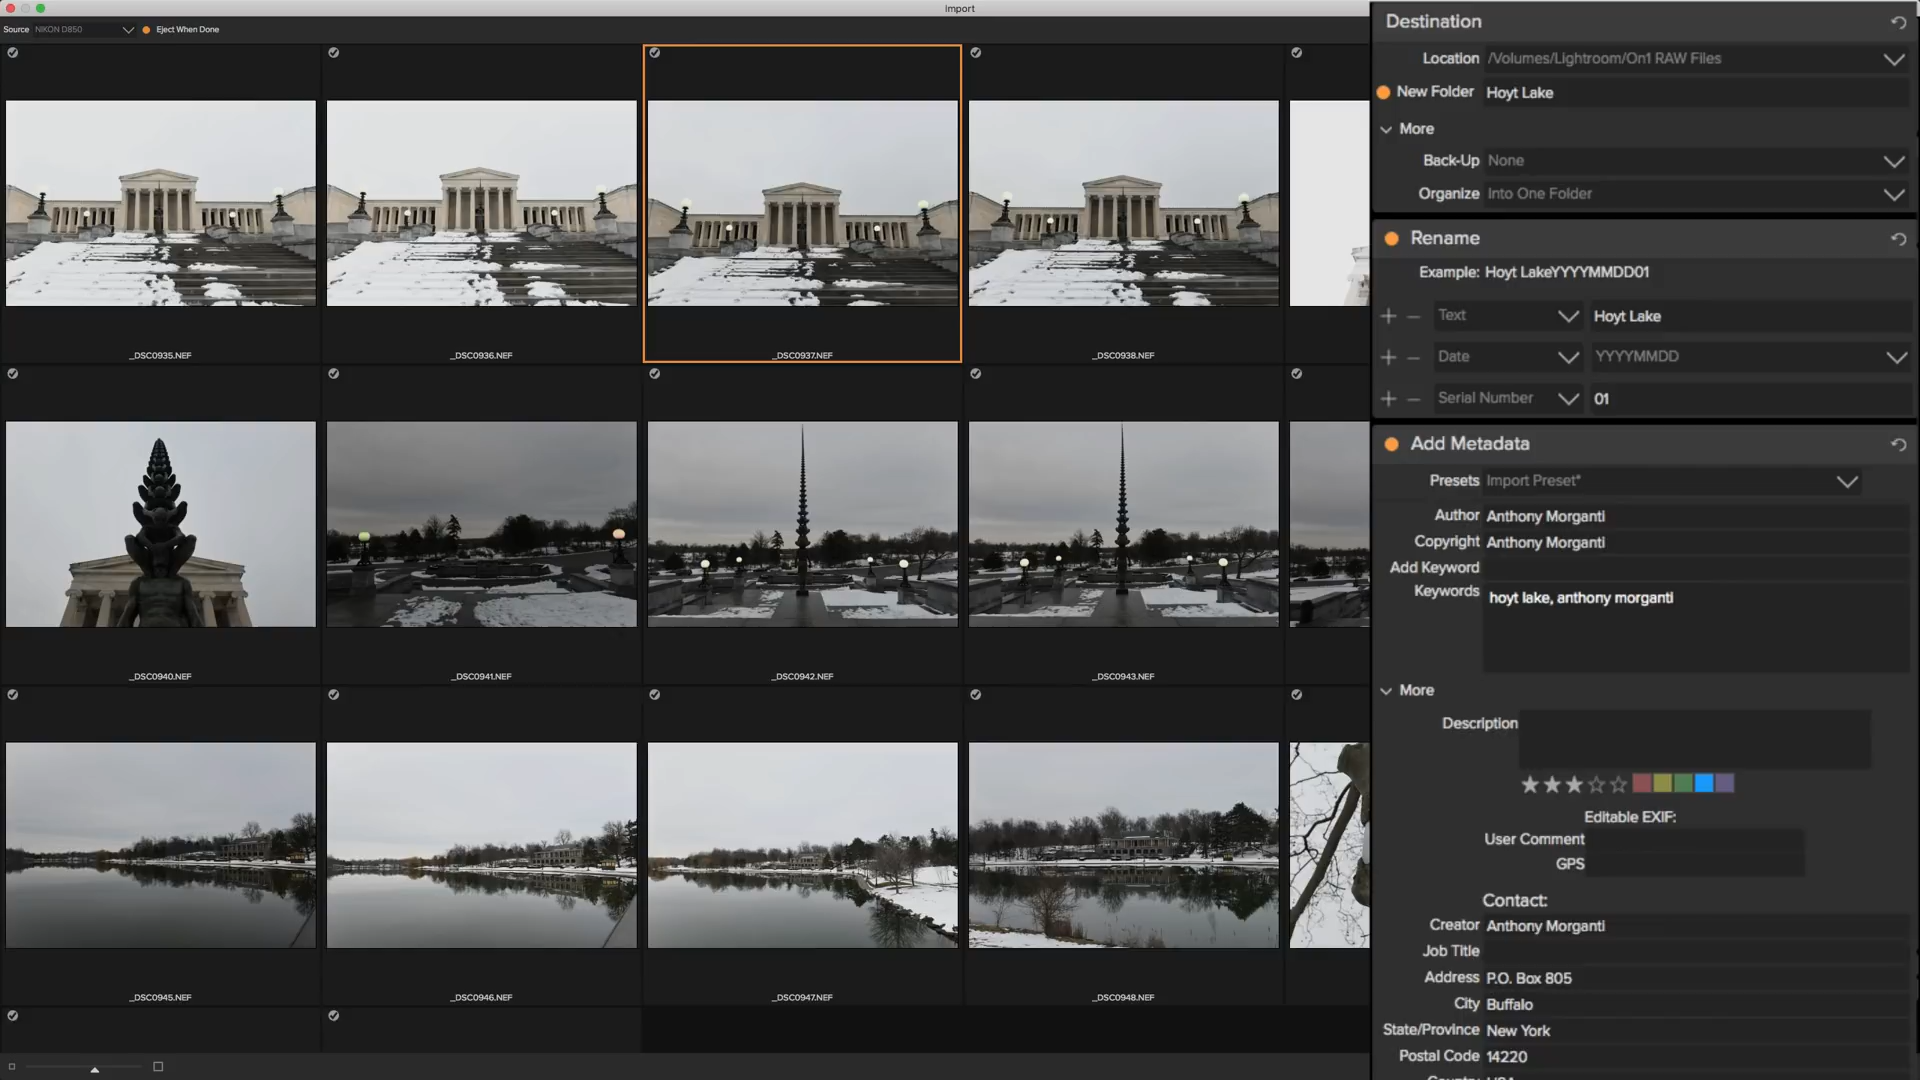 Import
Source NIKON D850 Eject When Done
_DSC0935.NEF
_DSC0936.NEF
_DSC0937.NEF
_DSC0938.NEF
_DSC0940.NEF
_DSC0941.NEF
_DSC0942.NEF
_DSC0943.NEF
_DSC0945.NEF
_DSC0946.NEF
_DSC0947.NEF
_DSC0948.NEF
Destination
Location /Volumes/Lightroom/On1 RAW Files
New Folder Hoyt Lake
More
Back-Up None
Organize Into One Folder
Rename
Example: Hoyt LakeYYYYMMDD01
Text Hoyt Lake
Date YYYYMMDD
Serial Number 01
Add Metadata
Presets Import Preset*
Author Anthony Morganti
Copyright Anthony Morganti
Add Keyword
Keywords hoyt lake, anthony morganti
More
Description
Editable EXIF:
User Comment
GPS
Contact:
Creator Anthony Morganti
Job Title
Address P.O. Box 805
City Buffalo
State/Province New York
Postal Code 14220